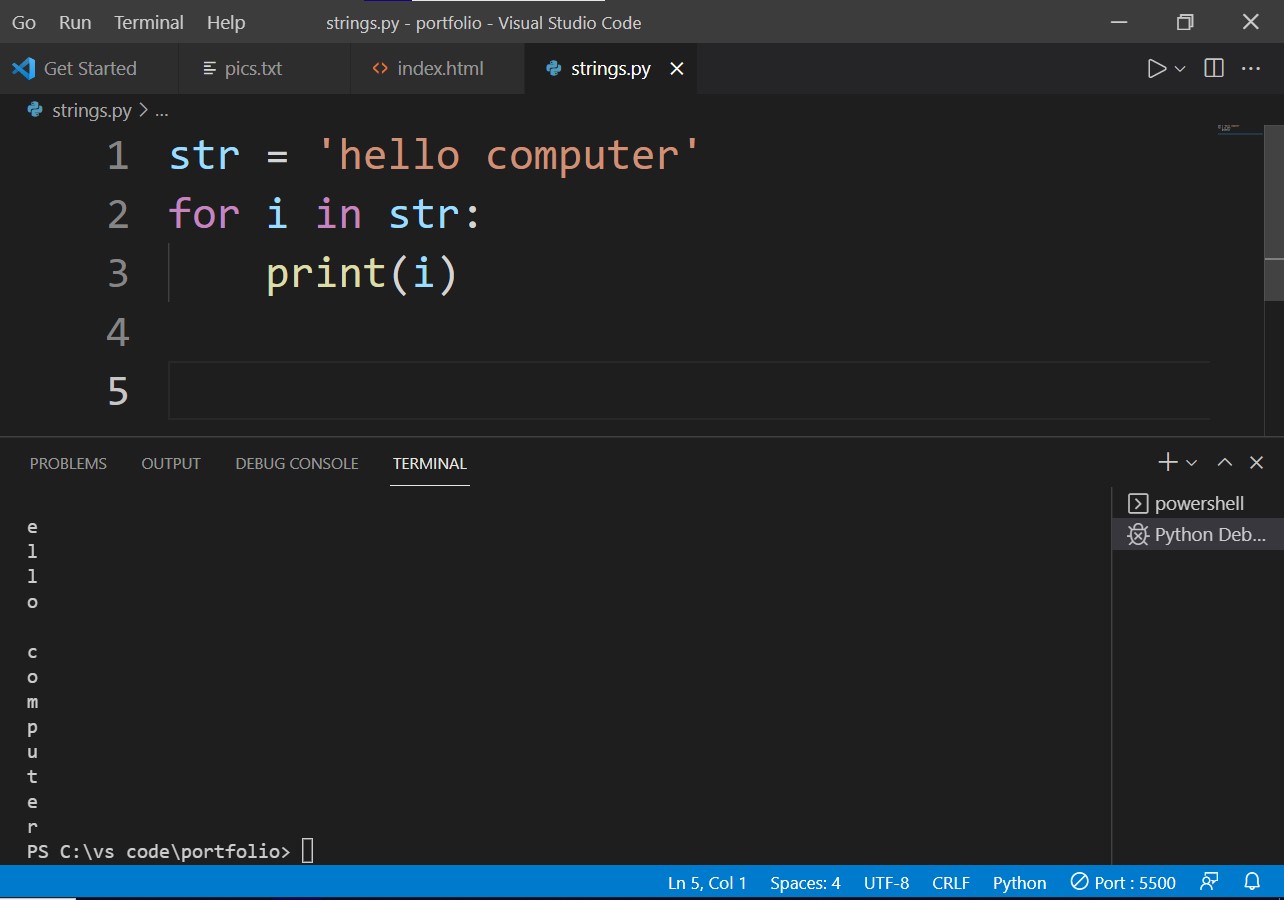 Go Run Terminal Help strings.py - portfolio - Visual Studio Code
Get Started pics.txt index.html strings.py
strings.py > ...
1 str = 'hello computer'
2 for i in str:
3     print(i)
4
5
PROBLEMS OUTPUT DEBUG CONSOLE TERMINAL
powershell
Python Deb...
e
l
l
o

c
o
m
p
u
t
e
r
PS C:\vs code\portfolio>
Ln 5, Col 1 Spaces: 4 UTF-8 CRLF Python Port : 5500